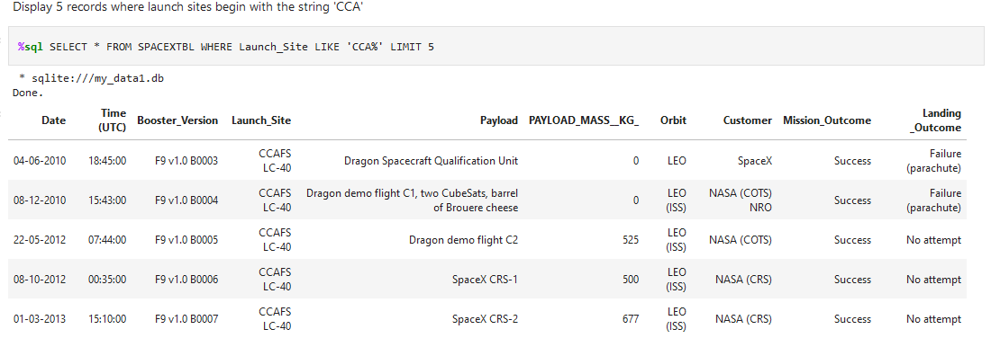 Display 5 records where launch sites begin with the string 'CCA'
%sql SELECT * FROM SPACEXTBL WHERE Launch_Site LIKE 'CCA%' LIMIT 5
* sqlite:///my_data1.db
Done.
Date Time (UTC) Booster_Version Launch_Site Payload PAYLOAD_MASS__KG_ Orbit Customer Mission_Outcome Landing _Outcome
04-06-2010 18:45:00 F9 v1.0 B0003 CCAFS LC-40 Dragon Spacecraft Qualification Unit 0 LEO SpaceX Success Failure (parachute)
08-12-2010 15:43:00 F9 v1.0 B0004 CCAFS LC-40 Dragon demo flight C1, two CubeSats, barrel of Brouere cheese 0 LEO (ISS) NASA (COTS) NRO Success Failure (parachute)
22-05-2012 07:44:00 F9 v1.0 B0005 CCAFS LC-40 Dragon demo flight C2 525 LEO (ISS) NASA (COTS) Success No attempt
08-10-2012 00:35:00 F9 v1.0 B0006 CCAFS LC-40 SpaceX CRS-1 500 LEO (ISS) NASA (CRS) Success No attempt
01-03-2013 15:10:00 F9 v1.0 B0007 CCAFS LC-40 SpaceX CRS-2 677 LEO (ISS) NASA (CRS) Success No attempt